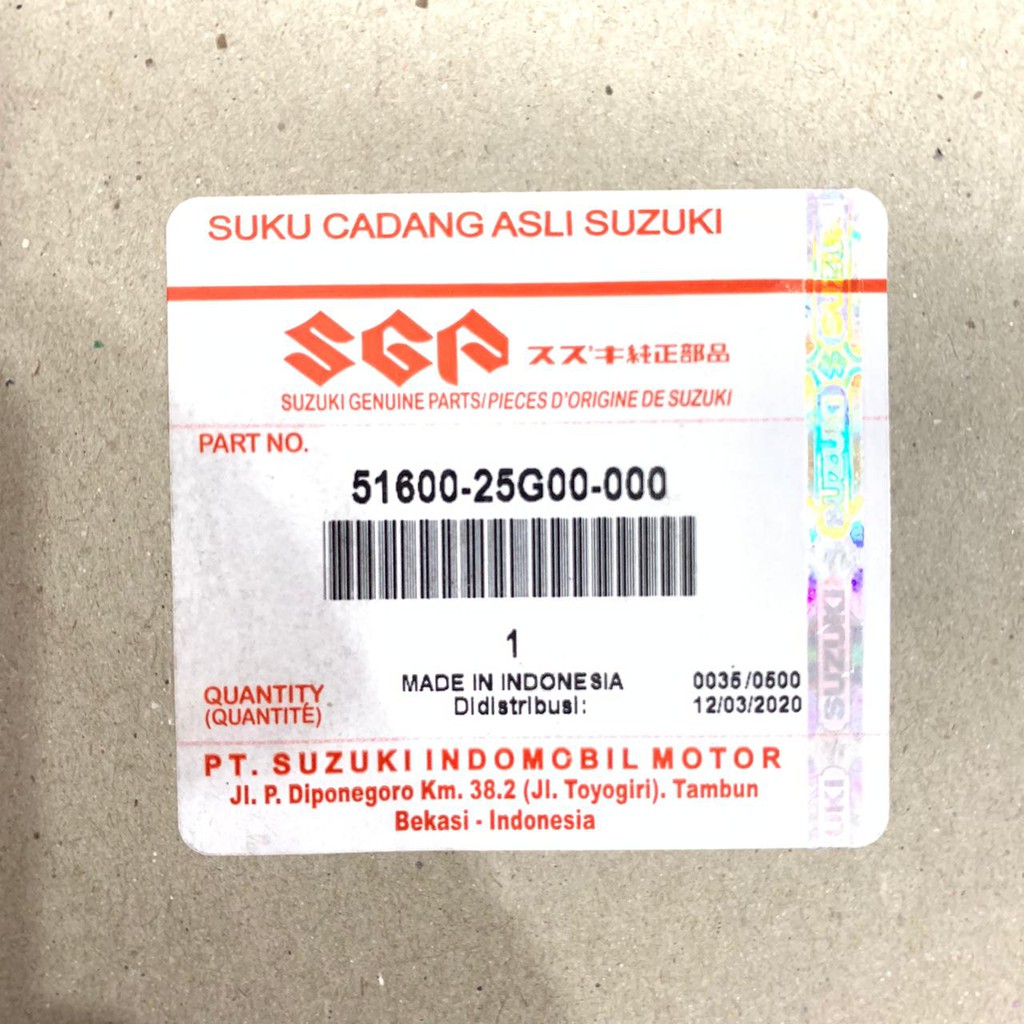 SUKU CADANG ASLI SUZUKI
SGP スズキ純正部品
SUZUKI GENUINE PARTS/PIECES D'ORIGINE DE SUZUKI
PART NO.
51600-25G00-000
1
QUANTITY
(QUANTITÉ)
MADE IN INDONESIA
Didistribusi:
0035/0500
12/03/2020
PT. SUZUKI INDOMOBIL MOTOR
Jl. P. Diponegoro Km. 38.2 (Jl. Toyogiri). Tambun
Bekasi - Indonesia
SUZUKI
SUZUKI
UKI